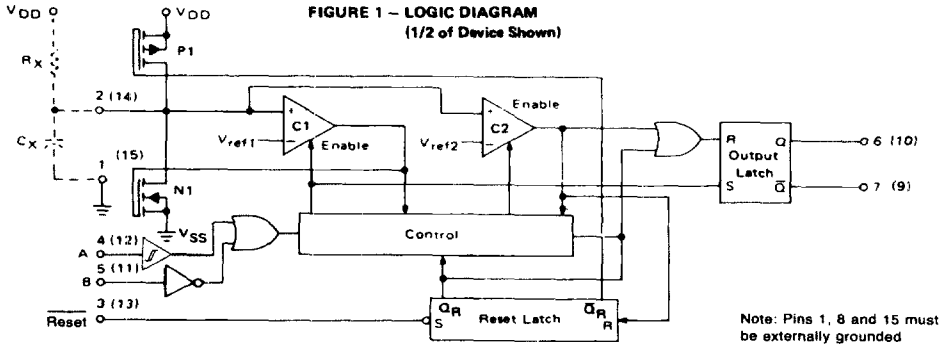 FIGURE 1 – LOGIC DIAGRAM
(1/2 of Device Shown)
VDD
VDD
P1
RX
2 (14)
CX
1 (15)
N1
VSS
+
C1
–
Vref1
Enable
+
C2
–
Vref2
Enable
R Q
Output
Latch
S Q̅
6 (10)
7 (9)
Control
4 (12)
A
5 (11)
B
3 (13)
Reset
QR Q̅R
S Reset Latch R
Note: Pins 1, 8 and 15 must
be externally grounded